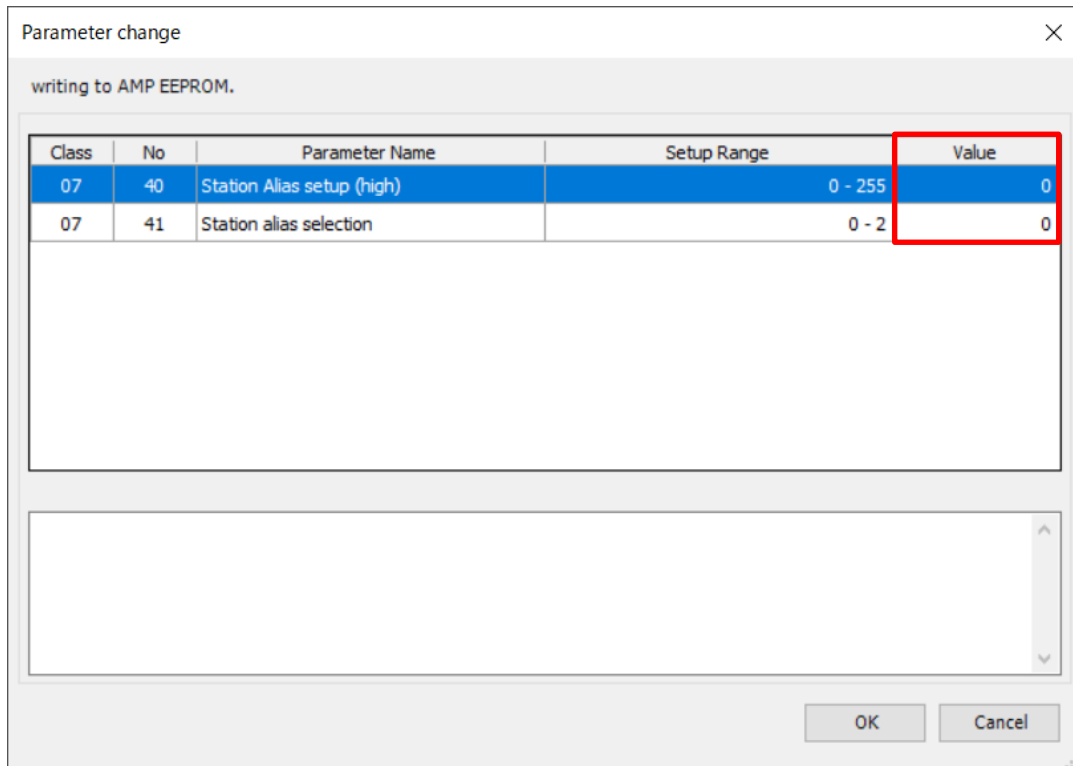 Parameter change
writing to AMP EEPROM.
Class No Parameter Name Setup Range Value
07 40 Station Alias setup (high) 0 - 255 0
07 41 Station alias selection 0 - 2 0
OK Cancel